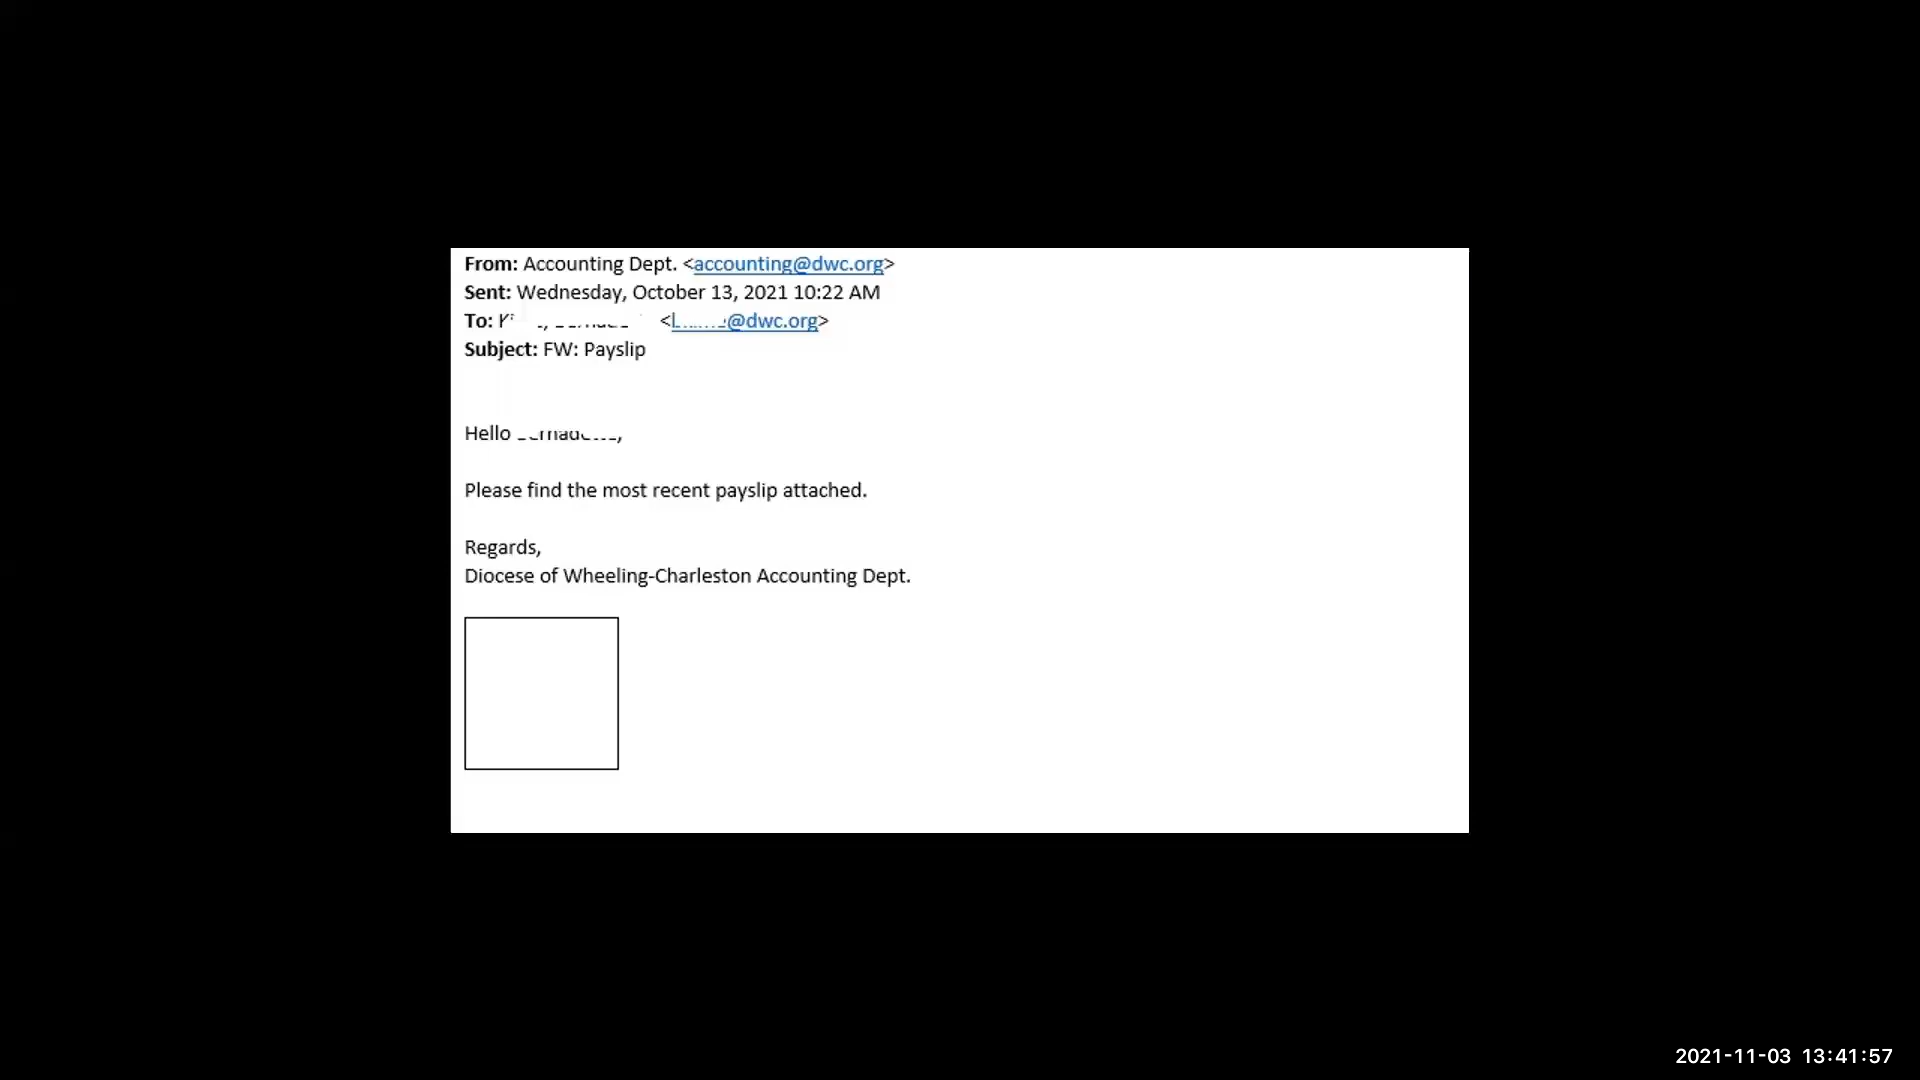 From: Accounting Dept. <accounting@dwc.org>
Sent: Wednesday, October 13, 2021 10:22 AM
To: @dwc.org>
Subject: FW: Payslip
Hello
Please find the most recent payslip attached.
Regards,
Diocese of Wheeling-Charleston Accounting Dept.
2021-11-03 13:41:57